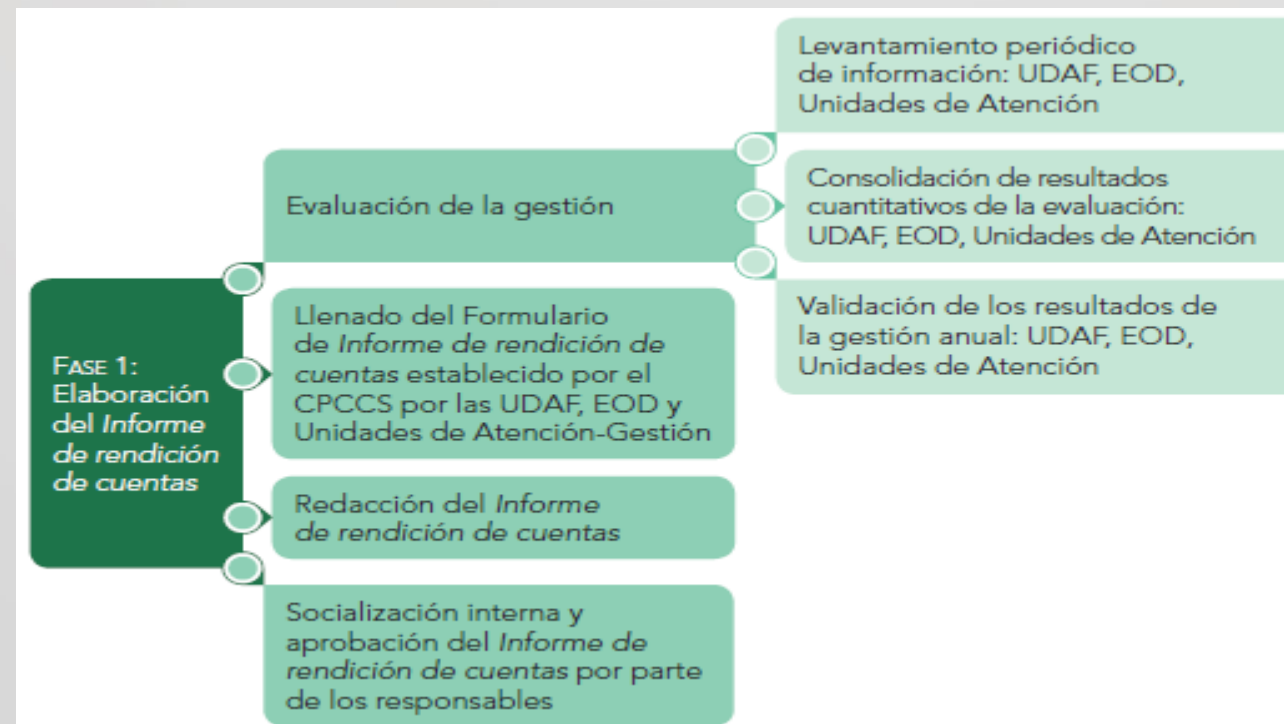 FASE 1:
Elaboración
del Informe
de rendición
de cuentas
Evaluación de la gestión
Levantamiento periódico
de información: UDAF, EOD,
Unidades de Atención
Consolidación de resultados
cuantitativos de la evaluación:
UDAF, EOD, Unidades de Atención
Validación de los resultados de
la gestión anual: UDAF, EOD,
Unidades de Atención
Llenado del Formulario
de Informe de rendición de
cuentas establecido por el
CPCCS por las UDAF, EOD y
Unidades de Atención-Gestión
Redacción del Informe
de rendición de cuentas
Socialización interna y
aprobación del Informe de
rendición de cuentas por parte
de los responsables